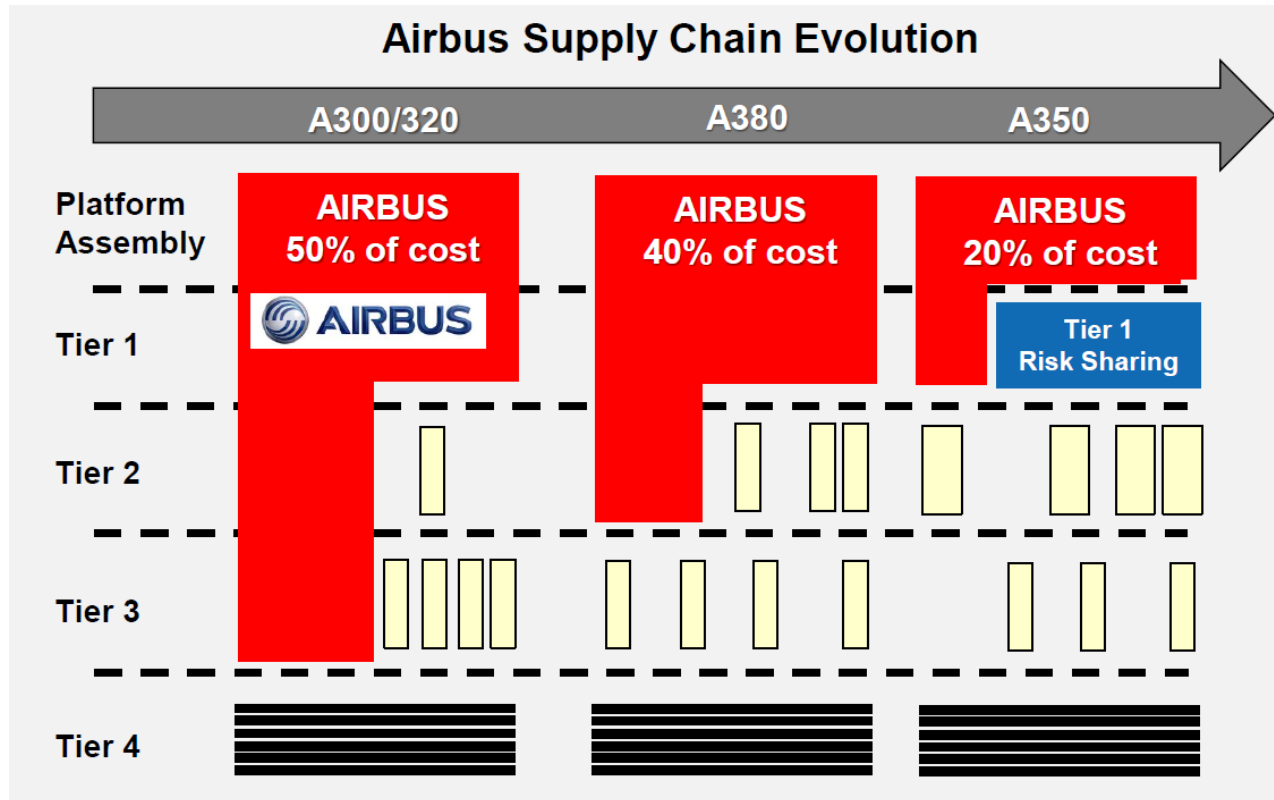 Airbus Supply Chain Evolution
A300/320
A380
A350
Platform
Assembly
AIRBUS
50% of cost
AIRBUS
40% of cost
AIRBUS
20% of cost
AIRBUS
Tier 1
Tier 1
Risk Sharing
Tier 2
Tier 3
Tier 4